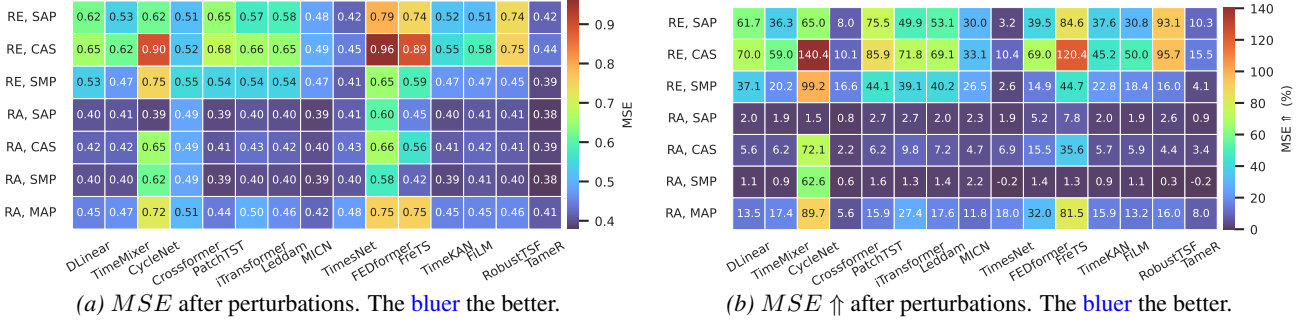 RE, SAP 0.62 0.53 0.62 0.51 0.65 0.57 0.58 0.48 0.42 0.79 0.74 0.52 0.51 0.74 0.42
RE, CAS 0.65 0.62 0.90 0.52 0.68 0.66 0.65 0.49 0.45 0.96 0.89 0.55 0.58 0.75 0.44
RE, SMP 0.53 0.47 0.75 0.55 0.54 0.54 0.54 0.47 0.41 0.65 0.59 0.47 0.47 0.45 0.39
RA, SAP 0.40 0.41 0.39 0.49 0.39 0.40 0.40 0.39 0.41 0.60 0.45 0.40 0.41 0.41 0.38
RA, CAS 0.42 0.42 0.65 0.49 0.41 0.43 0.42 0.40 0.43 0.66 0.56 0.41 0.42 0.41 0.39
RA, SMP 0.40 0.40 0.62 0.49 0.39 0.40 0.40 0.39 0.40 0.58 0.42 0.39 0.41 0.40 0.38
RA, MAP 0.45 0.47 0.72 0.51 0.44 0.50 0.46 0.42 0.48 0.75 0.75 0.45 0.45 0.46 0.41
DLinear TimeMixer CycleNet Crossformer PatchTST iTransformer Leddam MICN TimesNet FEDformer FreTS TimeKAN FiLM RobustTSF TameR
0.9
0.8
0.7
0.6
0.5
0.4
MSE
(a) MSE after perturbations. The bluer the better.
RE, SAP 61.7 36.3 65.0 8.0 75.5 49.9 53.1 30.0 3.2 39.5 84.6 37.6 30.8 93.1 10.3
RE, CAS 70.0 59.0 140.4 10.1 85.9 71.8 69.1 33.1 10.4 69.0 120.4 45.2 50.0 95.7 15.5
RE, SMP 37.1 20.2 99.2 16.6 44.1 39.1 40.2 26.5 2.6 14.9 44.7 22.8 18.4 16.0 4.1
RA, SAP 2.0 1.9 1.5 0.8 2.7 2.7 2.0 2.3 1.9 5.2 7.8 2.0 1.9 2.6 0.9
RA, CAS 5.6 6.2 72.1 2.2 6.2 9.8 7.2 4.7 6.9 15.5 35.6 5.7 5.9 4.4 3.4
RA, SMP 1.1 0.9 62.6 0.6 1.6 1.3 1.4 2.2 -0.2 1.4 1.3 0.9 1.1 0.3 -0.2
RA, MAP 13.5 17.4 89.7 5.6 15.9 27.4 17.6 11.8 18.0 32.0 81.5 15.9 13.2 16.0 8.0
DLinear TimeMixer CycleNet Crossformer PatchTST iTransformer Leddam MICN TimesNet FEDformer FreTS TimeKAN FiLM RobustTSF TameR
140
120
100
80
60
40
20
0
MSE ⇑ (%)
(b) MSE ⇑ after perturbations. The bluer the better.